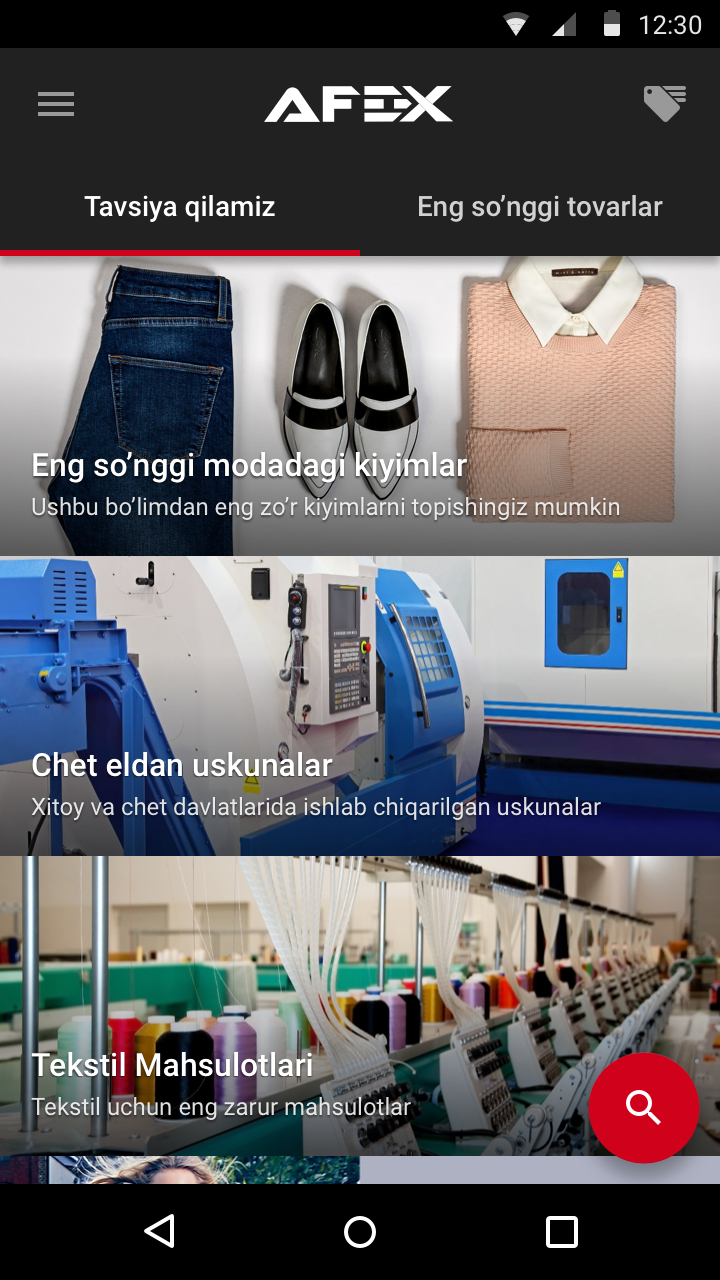 12:30
AFEX
Tavsiya qilamiz
Eng so’nggi tovarlar
Eng so’nggi modadagi kiyimlar
Ushbu bo’limdan eng zo’r kiyimlarni topishingiz mumkin
Chet eldan uskunalar
Xitoy va chet davlatlarida ishlab chiqarilgan uskunalar
Tekstil Mahsulotlari
Tekstil uchun eng zarur mahsulotlar